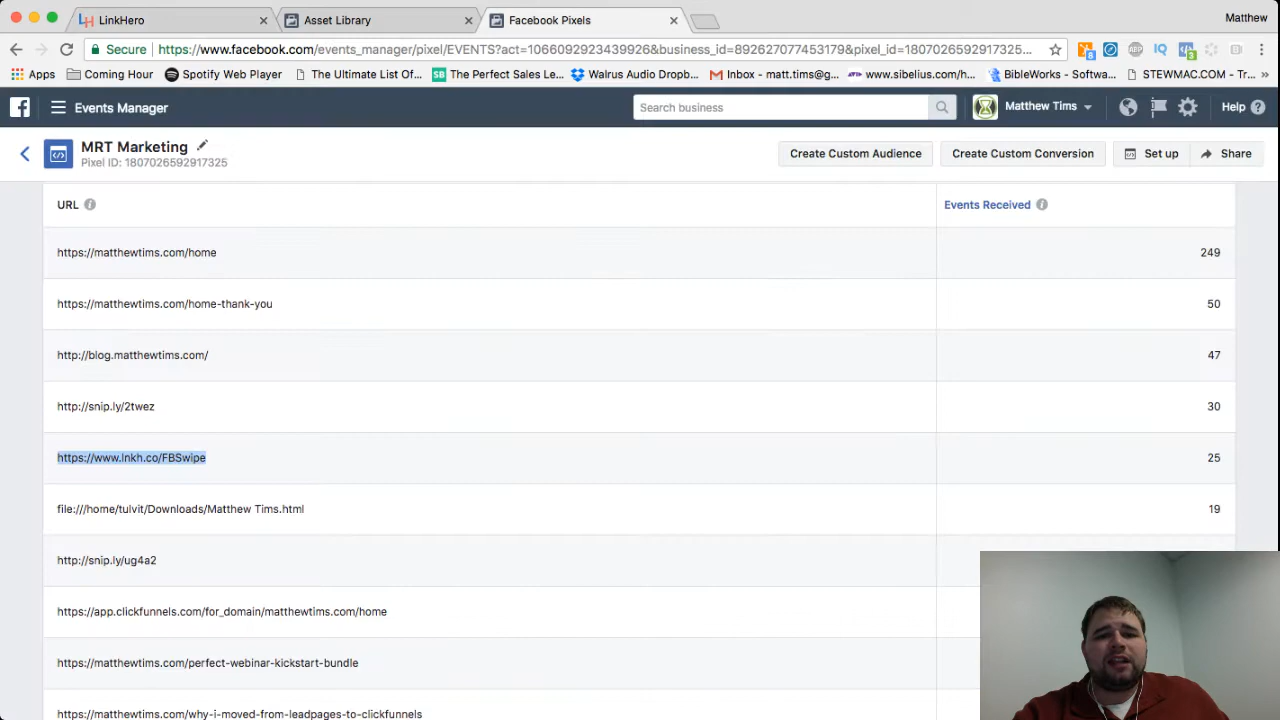 LinkHero
Asset Library
Facebook Pixels
Matthew
Secure
https://www.facebook.com/events_manager/pixel/EVENTS?act=1066092923439926&business_id=892627077453179&pixel_id=1807026592917325...
ABP
IQ
Apps
Coming Hour
Spotify Web Player
The Ultimate List Of...
The Perfect Sales Le...
Walrus Audio Dropb...
Inbox - matt.tims@g...
www.sibelius.com/h...
BibleWorks - Softwa...
STEWMAC.COM - Tr...
»
Events Manager
Search business
Matthew Tims
Help
MRT Marketing
Pixel ID: 1807026592917325
Create Custom Audience
Create Custom Conversion
Set up
Share
URL
Events Received
https://matthewtims.com/home
249
https://matthewtims.com/home-thank-you
50
http://blog.matthewtims.com/
47
http://snip.ly/2twez
30
https://www.lnkh.co/FBSwipe
25
file:///home/tulvit/Downloads/Matthew Tims.html
19
http://snip.ly/ug4a2
https://app.clickfunnels.com/for_domain/matthewtims.com/home
https://matthewtims.com/perfect-webinar-kickstart-bundle
https://matthewtims.com/why-i-moved-from-leadpages-to-clickfunnels